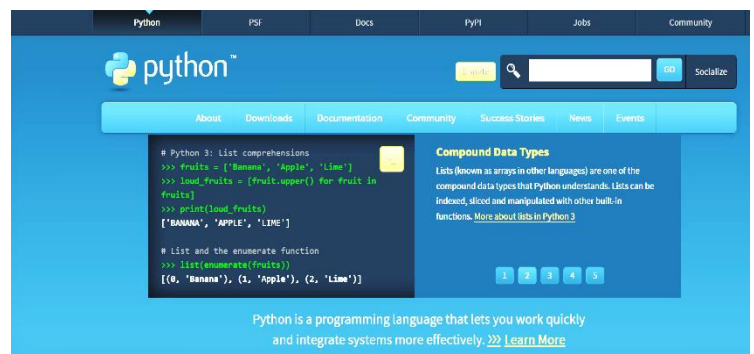 Python PSF Docs PyPI Jobs Community
python™
GO Socialize
About Downloads Documentation Community Success Stories News Events
# Python 3: List comprehensions
>>> fruits = ['Banana', 'Apple', 'Lime']
>>> loud_fruits = [fruit.upper() for fruit in
fruits]
>>> print(loud_fruits)
['BANANA', 'APPLE', 'LIME']
# List and the enumerate function
>>> list(enumerate(fruits))
[(0, 'Banana'), (1, 'Apple'), (2, 'Lime')]
Compound Data Types
Lists (known as arrays in other languages) are one of the
compound data types that Python understands. Lists can be
indexed, sliced and manipulated with other built-in
functions. More about lists in Python 3
1 2 3 4 5
Python is a programming language that lets you work quickly
and integrate systems more effectively. >>> Learn More